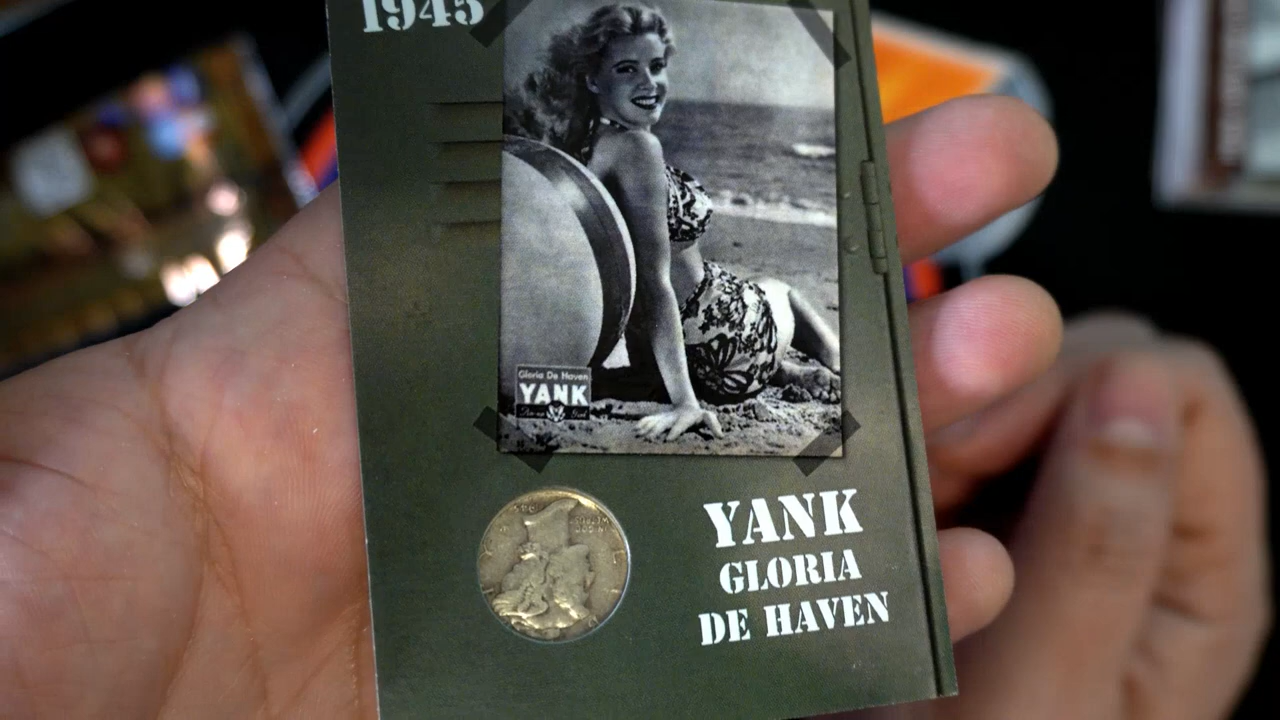 1945
Gloria De Haven
YANK
YANK
GLORIA
DE HAVEN